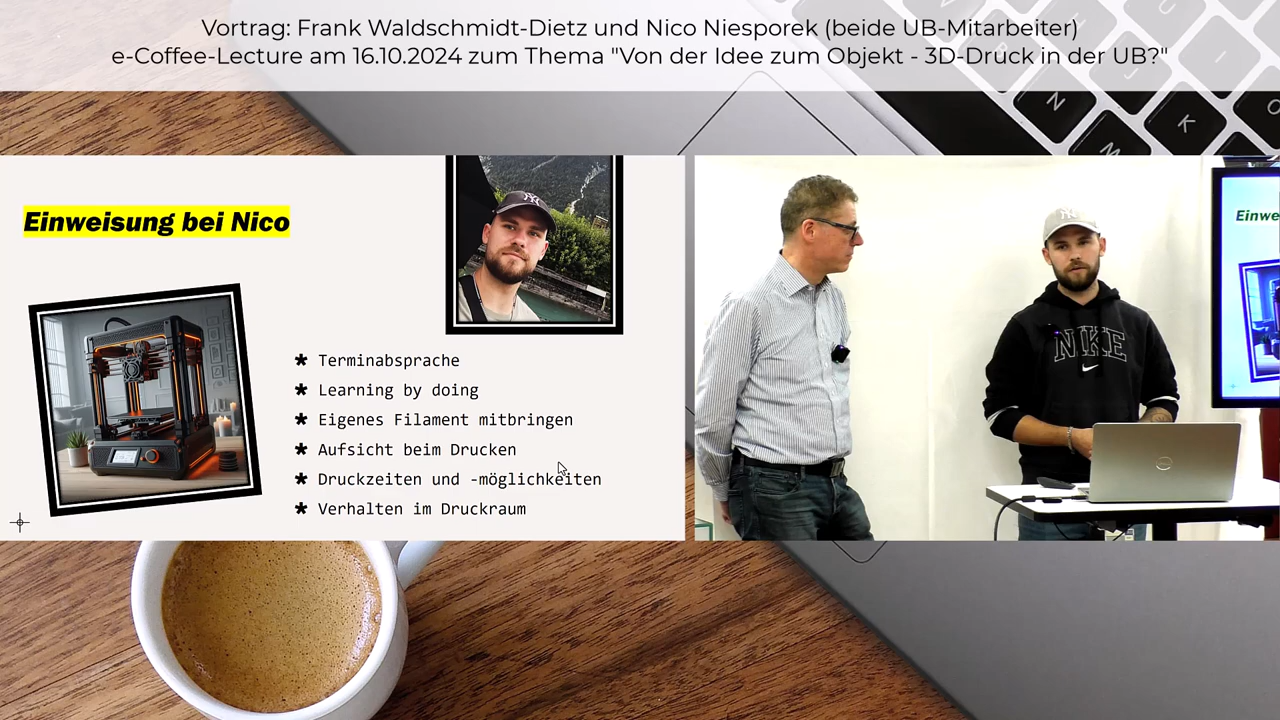 Vortrag: Frank Waldschmidt-Dietz und Nico Niesporek (beide UB-Mitarbeiter)
e-Coffee-Lecture am 16.10.2024 zum Thema "Von der Idee zum Objekt - 3D-Druck in der UB?"
Einweisung bei Nico
* Terminabsprache
* Learning by doing
* Eigenes Filament mitbringen
* Aufsicht beim Drucken
* Druckzeiten und -möglichkeiten
* Verhalten im Druckraum
NIKE
Einwe
N
J
K
M
O